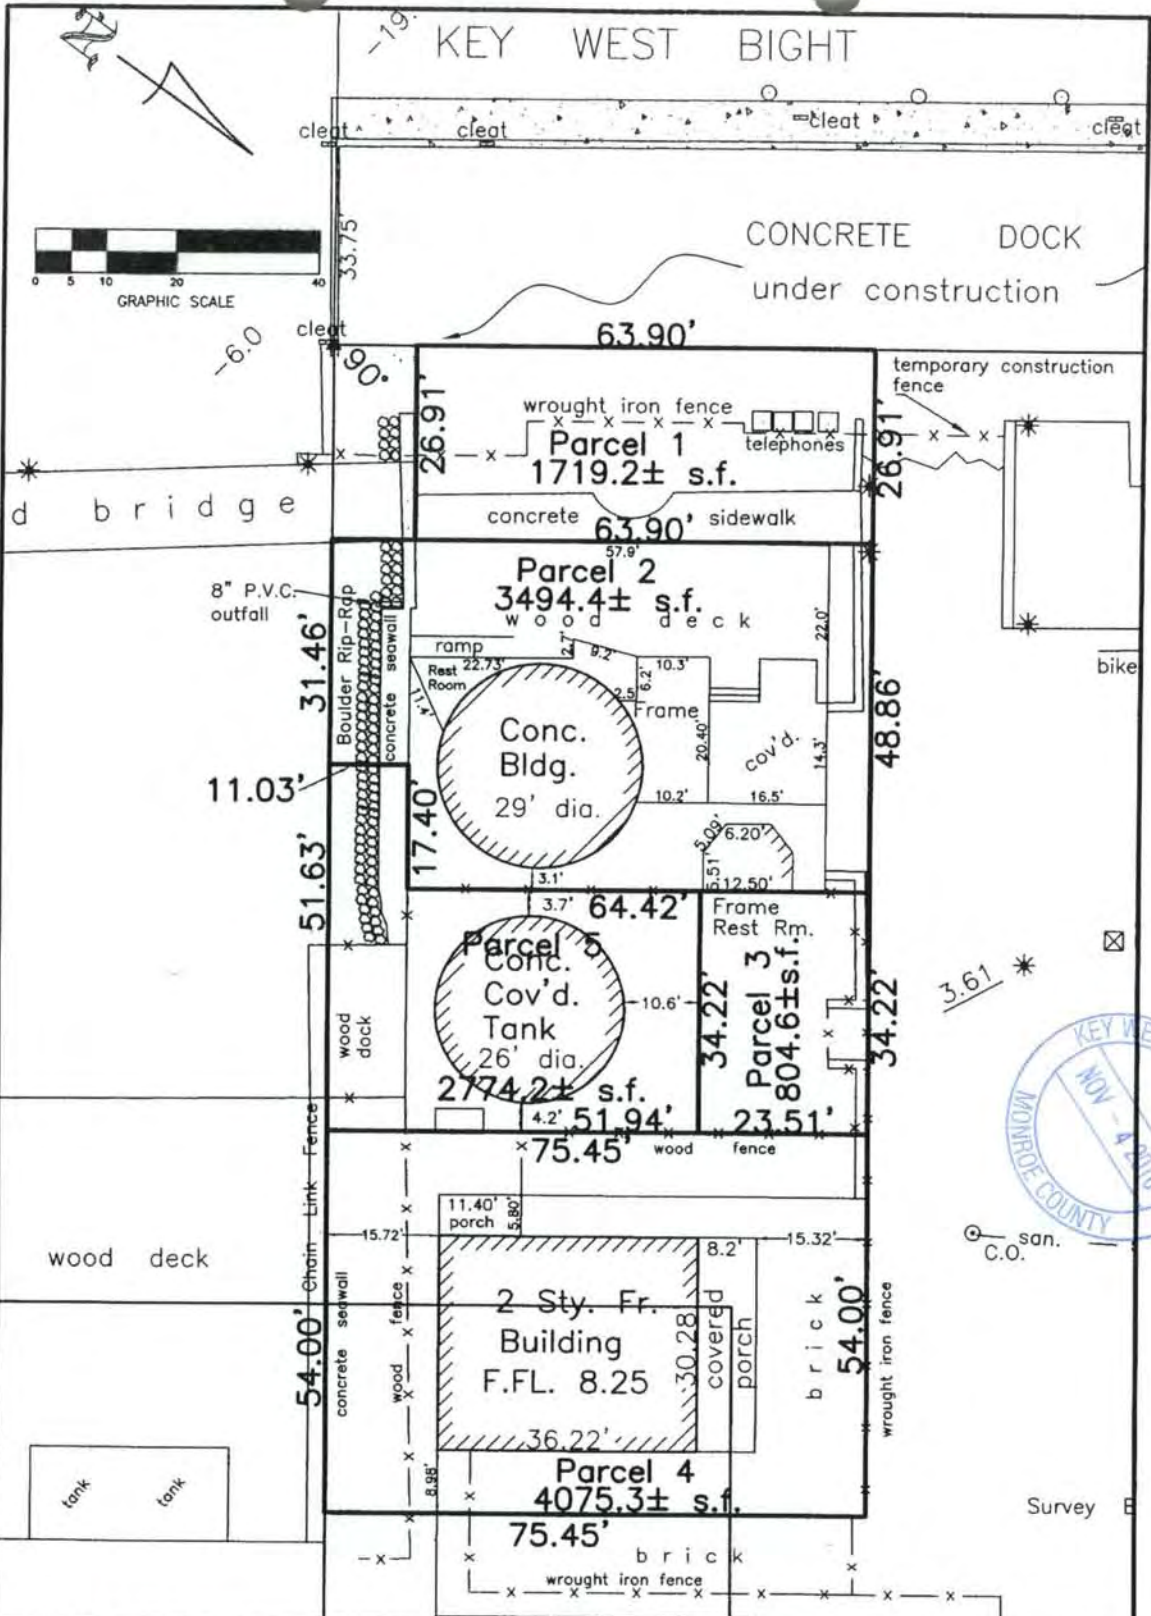 N
-19.
KEY WEST BIGHT
cleat
cleat
cleat
cleat
33.75'
CONCRETE DOCK
under construction
0 5 10 20 40
GRAPHIC SCALE
-6.0
cleat
90°
63.90'
temporary construction
fence
26.91'
wrought iron fence
Parcel 1
1719.2± s.f.
telephones
26.91'
d bridge
concrete sidewalk
63.90'
57.9'
Parcel 2
3494.4± s.f.
wood deck
8" P.V.C.
outfall
31.46'
Boulder Rip-Rap
concrete seawall
ramp
22.73'
Rest
Room
11.4'
2.7'
9.2'
6.2'
10.3'
2.5'
Frame
20.40'
22.0'
cov'd.
14.3'
bike
48.86'
Conc.
Bldg.
29' dia.
10.2'
16.5'
11.03'
17.40'
5.09'
6.20'
5.51'
12.50'
3.1'
51.63'
3.7'
64.42'
Frame
Rest Rm.
Parcel 5
Conc.
Cov'd.
Tank
26' dia.
2774.2± s.f.
10.6'
34.22'
Parcel 3
804.6±s.f.
34.22'
3.61
wood
dock
4.2'
51.94'
23.51'
75.45'
wood fence
KEY WE
NOV - 4 2010
MONROE COUNTY
Chain Link Fence
11.40'
porch
5.80'
15.72'
8.2'
15.32'
san.
C.O.
wood deck
54.00'
concrete seawall
wood fence
2 Sty. Fr.
Building
F.FL. 8.25
30.28
covered
porch
brick
54.00'
wrought iron fence
36.22'
tank
tank
8.98'
Parcel 4
4075.3± s.f.
75.45'
Survey
brick
wrought iron fence